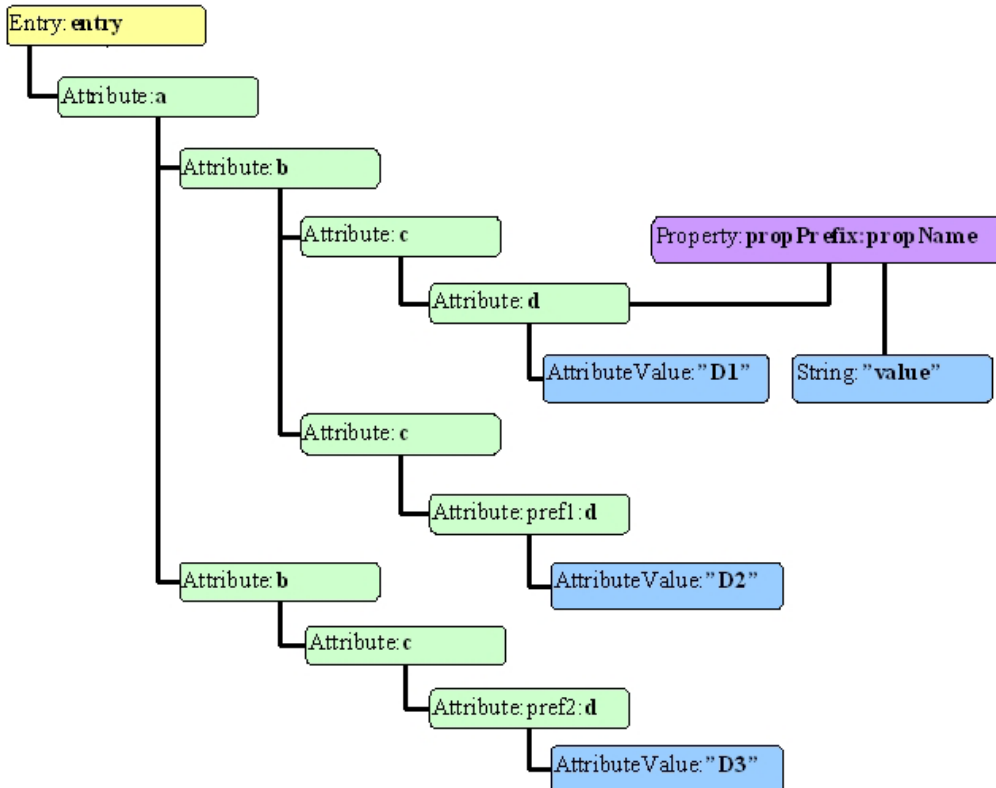 Entry: entry
Attribute:a
Attribute: b
Attribute: c
Property: propPrefix:propName
Attribute: d
AttributeValue:"D1"
String:"value"
Attribute: c
Attribute:pref1:d
Attribute: b
AttributeValue:"D2"
Attribute: c
Attribute:pref2:d
AttributeValue:"D3"